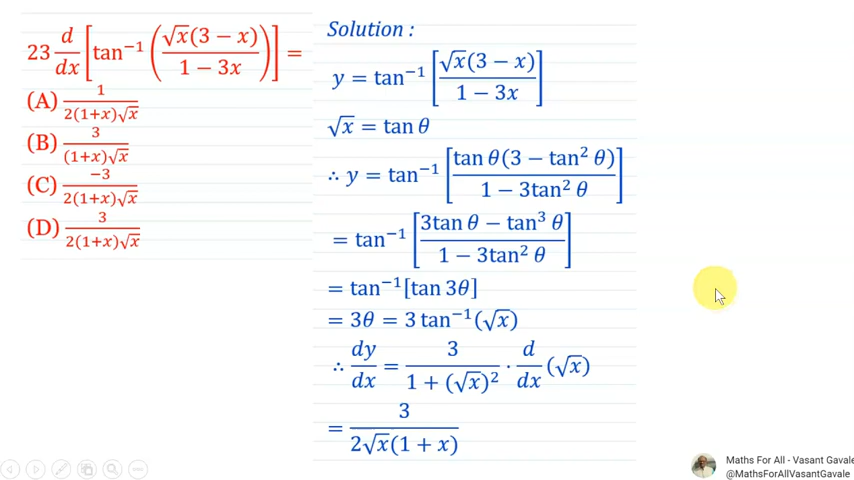 23 d/dx [tan⁻¹ (√x(3 − x) / 1 − 3x)] =
(A) 1 / 2(1+x)√x
(B) 3 / (1+x)√x
(C) −3 / 2(1+x)√x
(D) 3 / 2(1+x)√x
Solution :
y = tan⁻¹ [√x(3 − x) / 1 − 3x]
√x = tan θ
∴ y = tan⁻¹ [tan θ(3 − tan² θ) / 1 − 3tan² θ]
= tan⁻¹ [3tan θ − tan³ θ / 1 − 3tan² θ]
= tan⁻¹[tan 3θ]
= 3θ = 3 tan⁻¹(√x)
∴ dy/dx = 3 / 1 + (√x)² · d/dx (√x)
= 3 / 2√x(1 + x)
Maths For All - Vasant Gavale
@MathsForAllVasantGavale